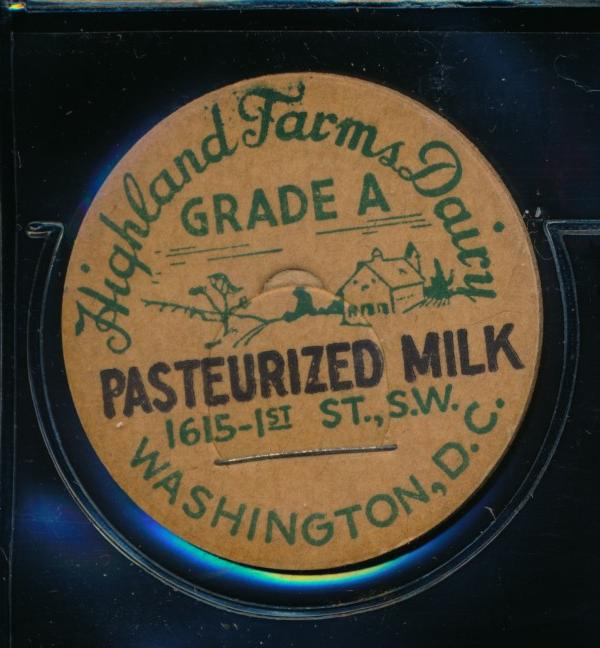 Highland Farms Dairy
GRADE A
PASTEURIZED MILK
1615-1ST ST., S.W.
WASHINGTON, D.C.